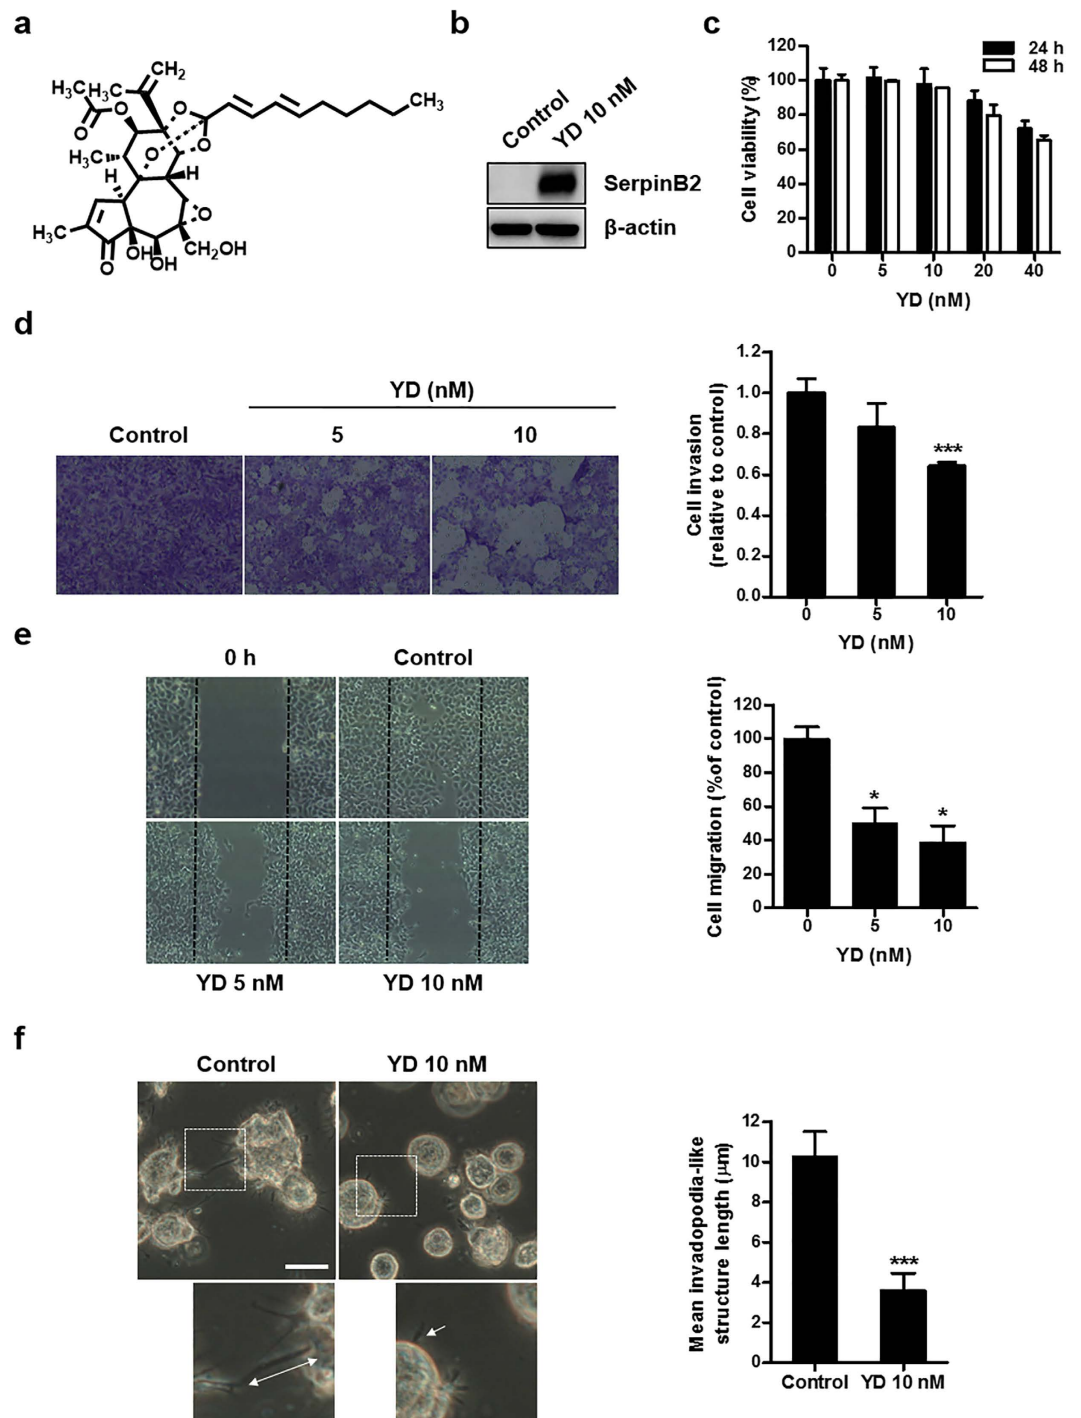 a
H₃C
CH₂
H₃C
O
O
O
O
O
CH₃
H₃C
H
H
O
H₃C
O
OH
OH
CH₂OH
b
Control
YD 10 nM
SerpinB2
β-actin
c
24 h
48 h
Cell viability (%)
120
100
80
60
40
20
0
0 5 10 20 40
YD (nM)
d
YD (nM)
Control 5 10
Cell invasion
(relative to control)
1.2
1.0
0.8
0.6
0.4
0.2
0.0
***
0 5 10
YD (nM)
e
0 h Control
YD 5 nM YD 10 nM
Cell migration (% of control)
120
100
80
60
40
20
0
* *
0 5 10
YD (nM)
f
Control YD 10 nM
Mean invadopodia-like
structure length (μm)
12
10
8
6
4
2
0
***
Control YD 10 nM